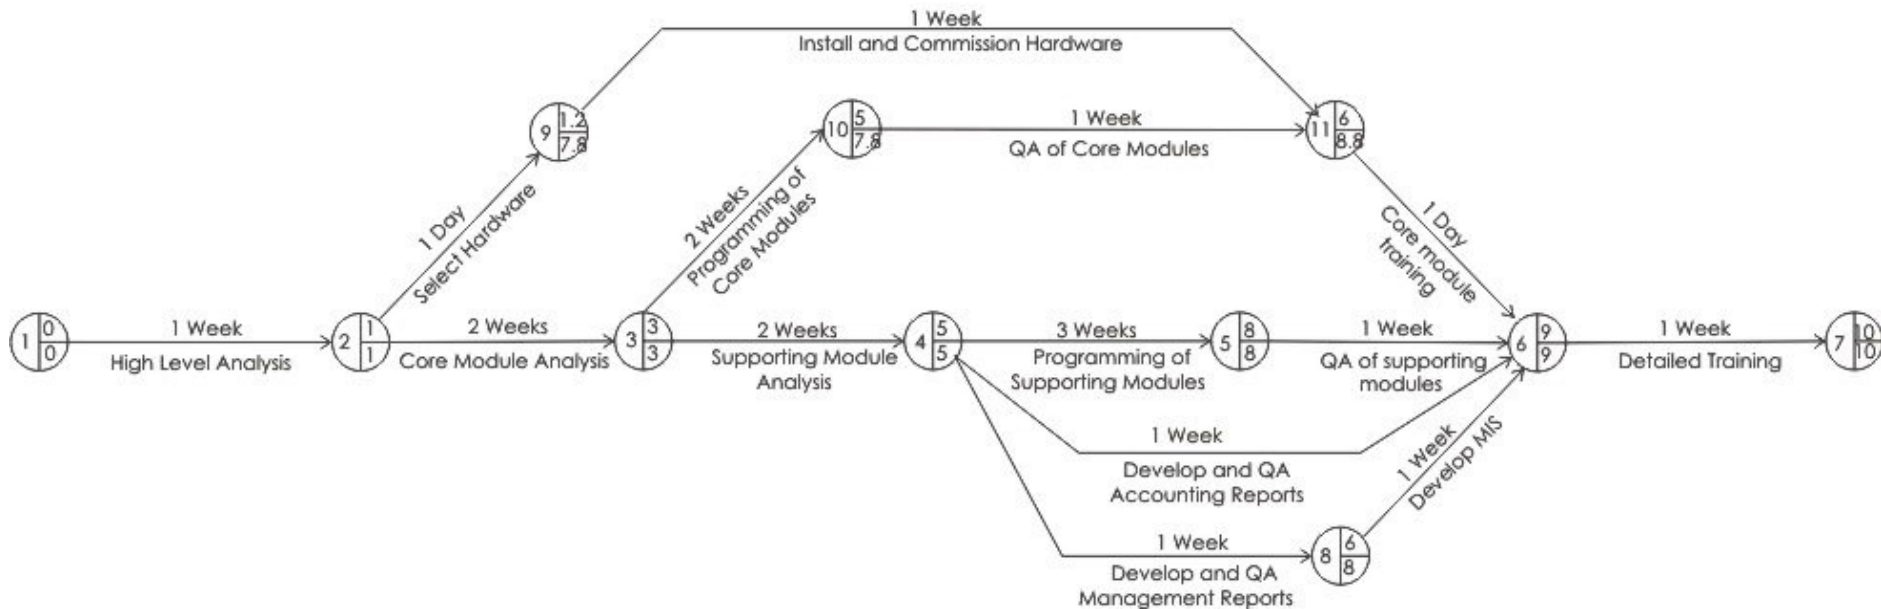 1 Week
Install and Commission Hardware
9
1.2
7.8
10
5
7.8
1 Week
QA of Core Modules
11
6
8.8
1 Day
Select Hardware
2 Weeks
Programming of
Core Modules
1 Day
Core module
training
1
0
0
1 Week
High Level Analysis
2
1
1
2 Weeks
Core Module Analysis
3
3
3
2 Weeks
Supporting Module
Analysis
4
5
5
3 Weeks
Programming of
Supporting Modules
5
8
8
1 Week
QA of supporting
modules
6
9
9
1 Week
Detailed Training
7
10
10
1 Week
Develop and QA
Accounting Reports
1 Week
Develop MIS
1 Week
Develop and QA
Management Reports
8
6
8